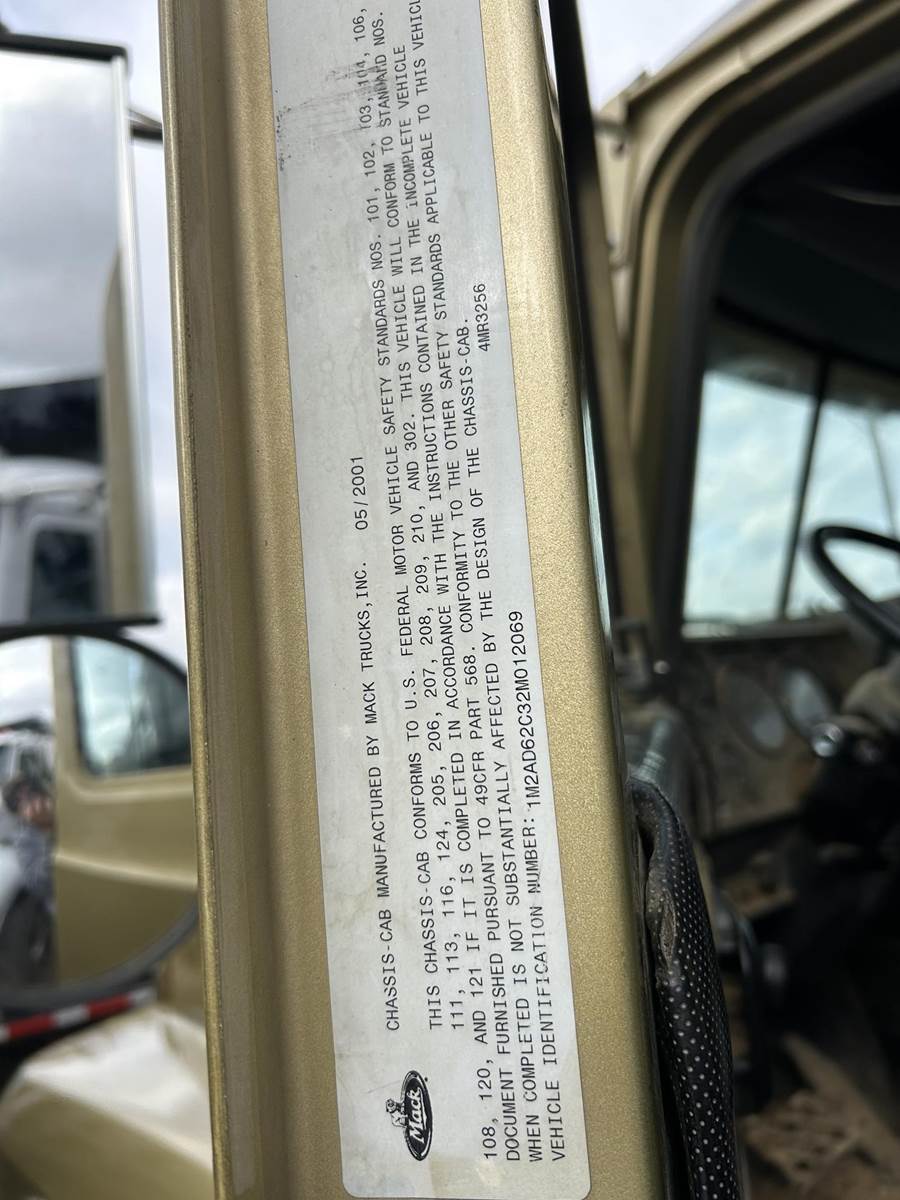 Mack
CHASSIS-CAB MANUFACTURED BY MACK TRUCKS,INC. 05/2001
THIS CHASSIS-CAB CONFORMS TO U.S. FEDERAL MOTOR VEHICLE SAFETY STANDARDS NOS. 101, 102, 103, 104, 106,
108, 111, 113, 116, 124, 205, 206, 207, 208, 209, 210, AND 302. THIS VEHICLE WILL CONFORM TO STANDARD NOS.
120, AND 121 IF IT IS COMPLETED IN ACCORDANCE WITH THE INSTRUCTIONS CONTAINED IN THE INCOMPLETE VEHICLE
DOCUMENT FURNISHED PURSUANT TO 49CFR PART 568. CONFORMITY TO THE OTHER SAFETY STANDARDS APPLICABLE TO THIS
WHEN COMPLETED IS NOT SUBSTANTIALLY AFFECTED BY THE DESIGN OF THE CHASSIS-CAB.
VEHICLE IDENTIFICATION NUMBER: 1M2AD62C32M012069 4MR3256